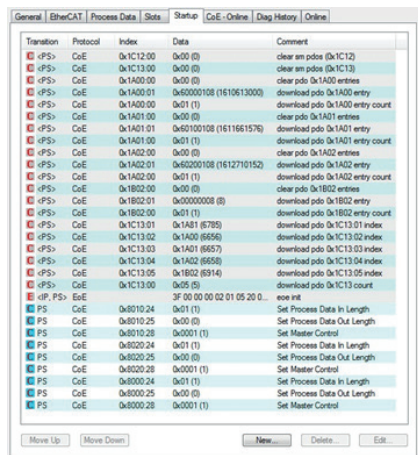 General EtherCAT Process Data Slots Startup CoE - Online Diag History Online
Transition Protocol Index Data Comment
C <PS> CoE 0x1C12:00 0x00 (0) clear sm pdos (0x1C12)
C <PS> CoE 0x1C13:00 0x00 (0) clear sm pdos (0x1C13)
C <PS> CoE 0x1A00:00 0x00 (0) clear pdo 0x1A00 entries
C <PS> CoE 0x1A00:01 0x60000108 (1610613000) download pdo 0x1A00 entry
C <PS> CoE 0x1A00:00 0x01 (1) download pdo 0x1A00 entry count
C <PS> CoE 0x1A01:00 0x00 (0) clear pdo 0x1A01 entries
C <PS> CoE 0x1A01:01 0x60100108 (1611661576) download pdo 0x1A01 entry
C <PS> CoE 0x1A01:00 0x01 (1) download pdo 0x1A01 entry count
C <PS> CoE 0x1A02:00 0x00 (0) clear pdo 0x1A02 entries
C <PS> CoE 0x1A02:01 0x60200108 (1612710152) download pdo 0x1A02 entry
C <PS> CoE 0x1A02:00 0x01 (1) download pdo 0x1A02 entry count
C <PS> CoE 0x1B02:00 0x00 (0) clear pdo 0x1B02 entries
C <PS> CoE 0x1B02:01 0x00000008 (8) download pdo 0x1B02 entry
C <PS> CoE 0x1B02:00 0x01 (1) download pdo 0x1B02 entry count
C <PS> CoE 0x1C13:01 0x1A81 (6785) download pdo 0x1C13:01 index
C <PS> CoE 0x1C13:02 0x1A00 (6656) download pdo 0x1C13:02 index
C <PS> CoE 0x1C13:03 0x1A01 (6657) download pdo 0x1C13:03 index
C <PS> CoE 0x1C13:04 0x1A02 (6658) download pdo 0x1C13:04 index
C <PS> CoE 0x1C13:05 0x1B02 (6914) download pdo 0x1C13:05 index
C <PS> CoE 0x1C13:00 0x05 (5) download pdo 0x1C13 count
E <IP, PS> EoE 3F 00 00 00 02 01 05 20 0... eoe init
C PS CoE 0x8010:24 0x01 (1) Set Process Data In Length
C PS CoE 0x8010:25 0x00 (0) Set Process Data Out Length
C PS CoE 0x8010:28 0x0001 (1) Set Master Control
C PS CoE 0x8020:24 0x01 (1) Set Process Data In Length
C PS CoE 0x8020:25 0x00 (0) Set Process Data Out Length
C PS CoE 0x8020:28 0x0001 (1) Set Master Control
C PS CoE 0x8000:24 0x01 (1) Set Process Data In Length
C PS CoE 0x8000:25 0x00 (0) Set Process Data Out Length
C PS CoE 0x8000:28 0x0001 (1) Set Master Control
Move Up Move Down New... Delete... Edit...